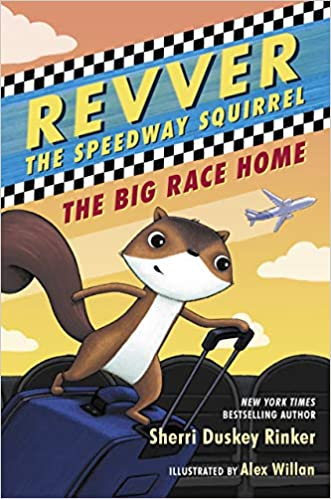 REVVER
THE SPEEDWAY SQUIRREL
THE BIG RACE HOME
NEW YORK TIMES
BESTSELLING AUTHOR
Sherri Duskey Rinker
ILLUSTRATED BY Alex Willan